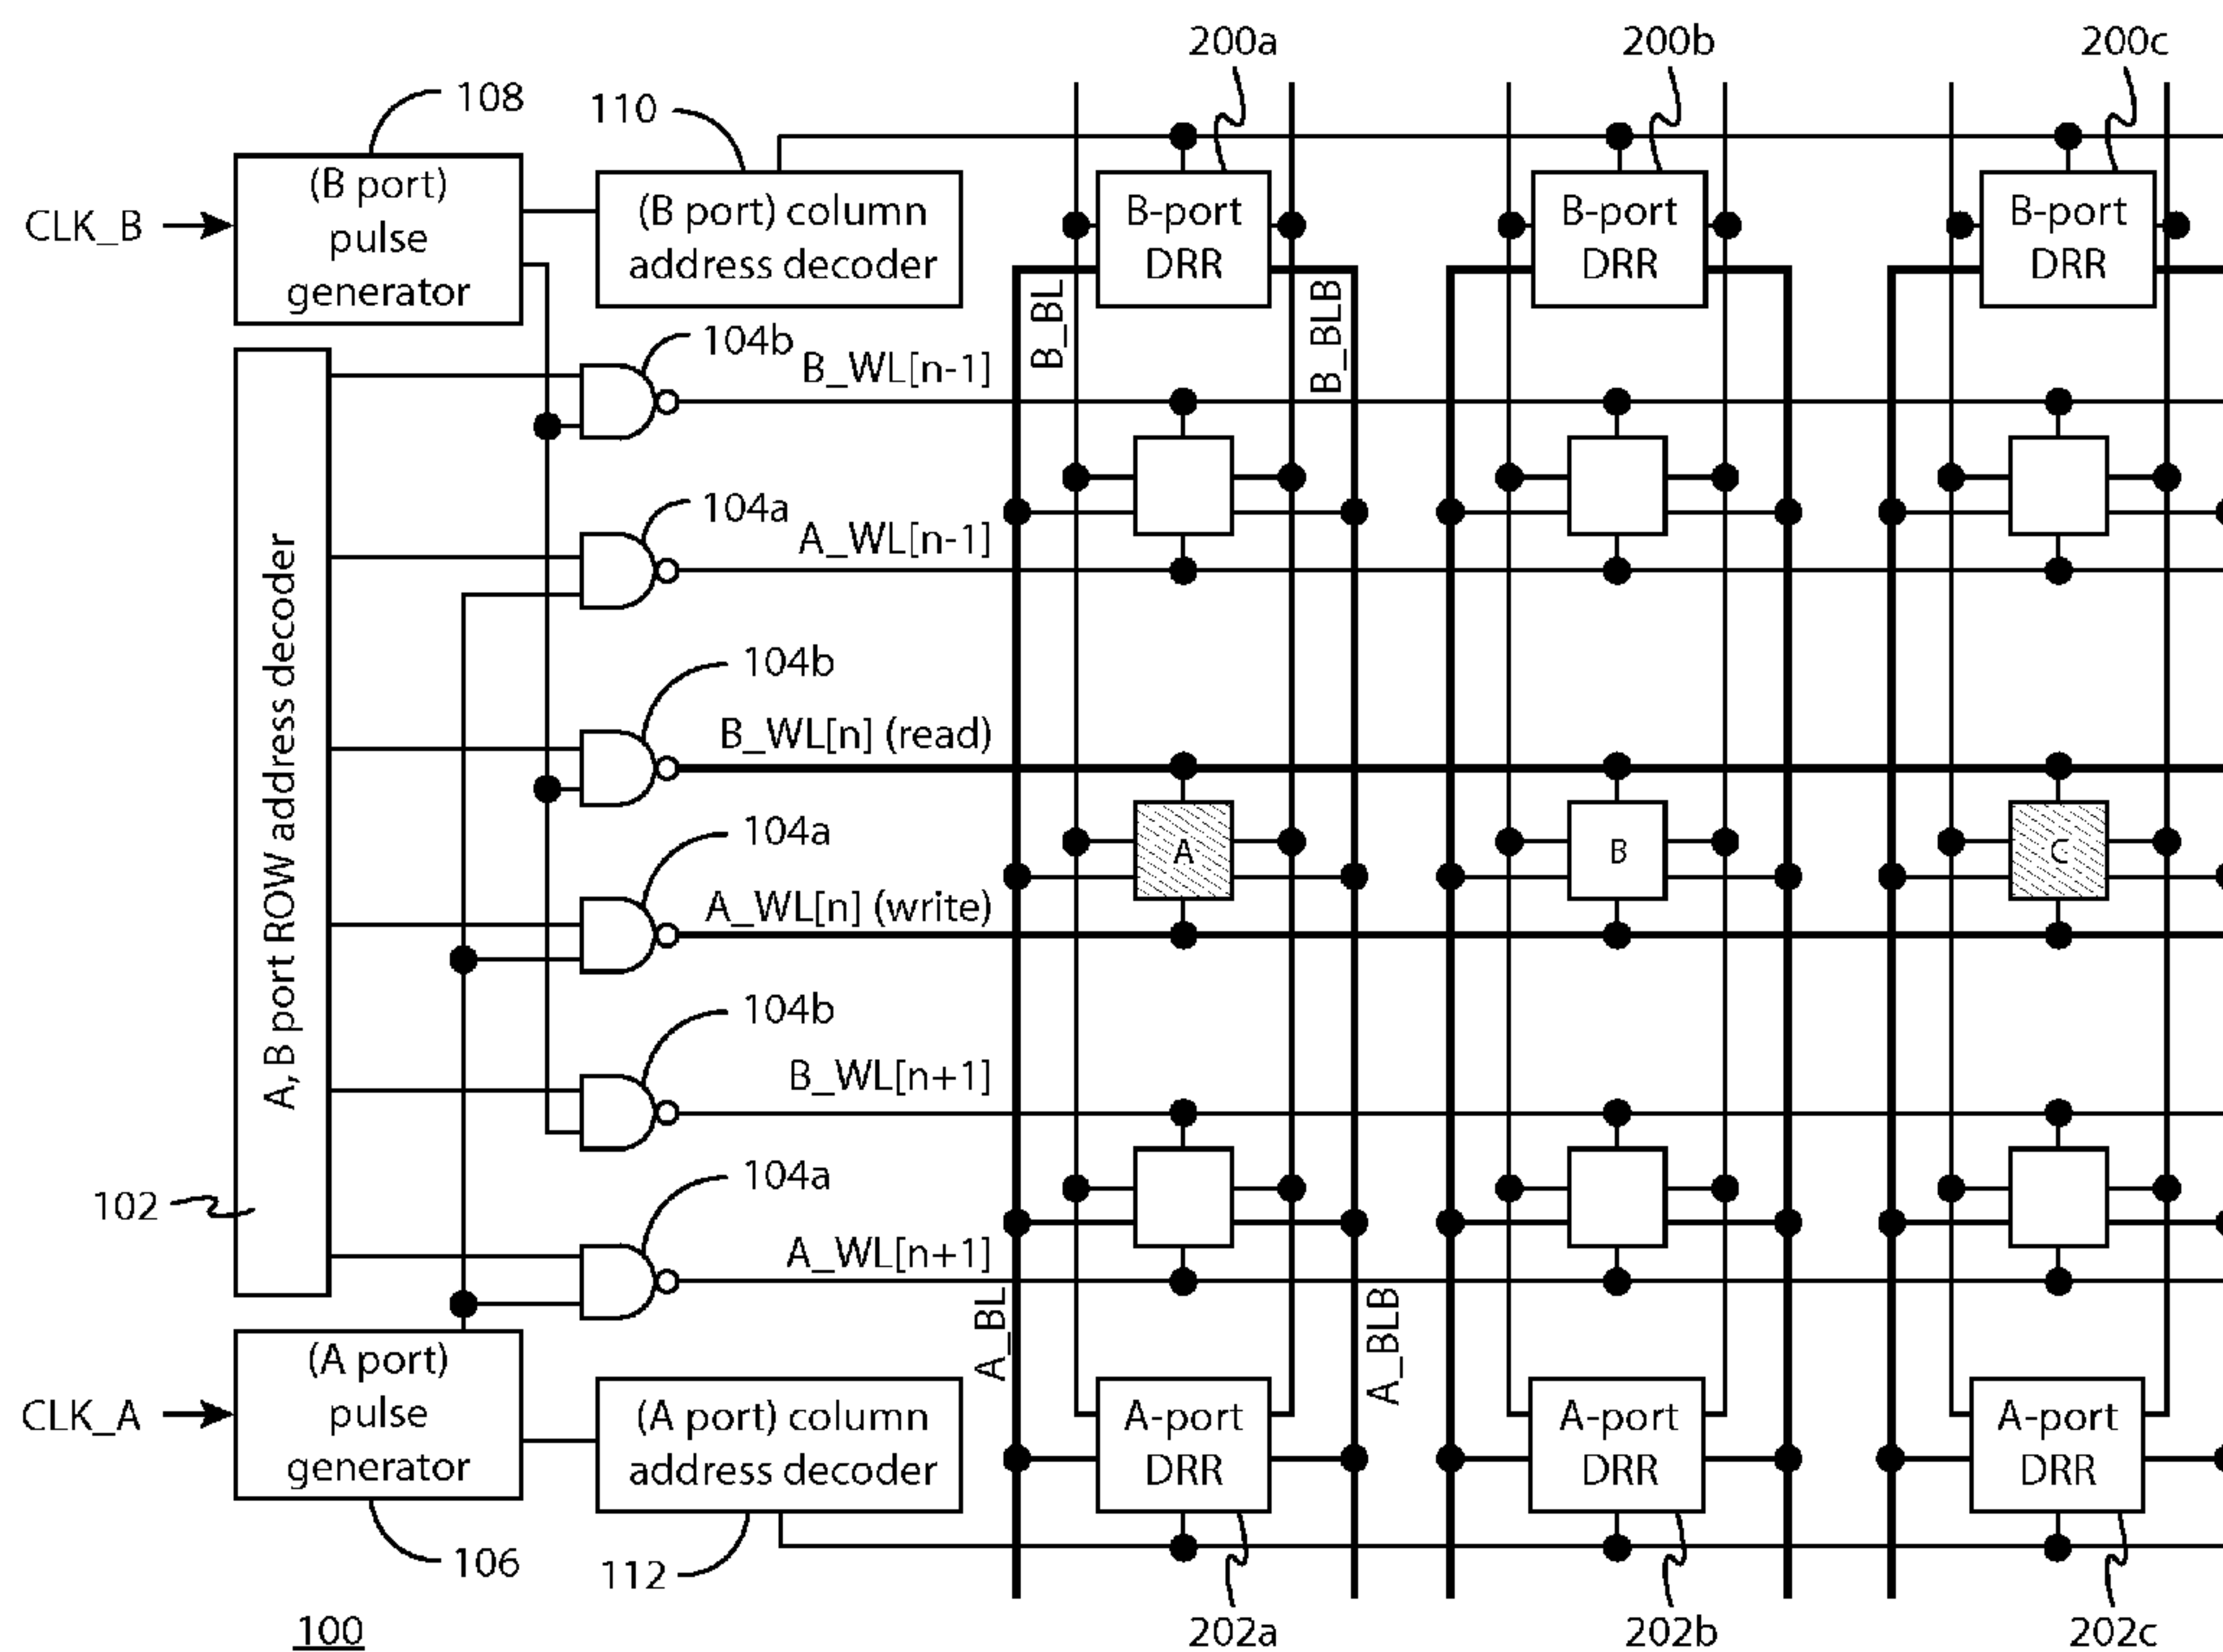 200a
200b
200c
108
110
(B port)
pulse
generator
(B port) column
address decoder
B-port
DRR
B-port
DRR
B-port
DRR
CLK_B
B_BL
B_BLB
104b
B_WL[n-1]
104a
A_WL[n-1]
A, B port ROW address decoder
104b
B_WL[n] (read)
104a
A
B
C
A_WL[n] (write)
104b
B_WL[n+1]
104a
102
A_WL[n+1]
A_BL
A_BLB
(A port)
pulse
generator
(A port) column
address decoder
A-port
DRR
A-port
DRR
A-port
DRR
CLK_A
106
112
100
202a
202b
202c